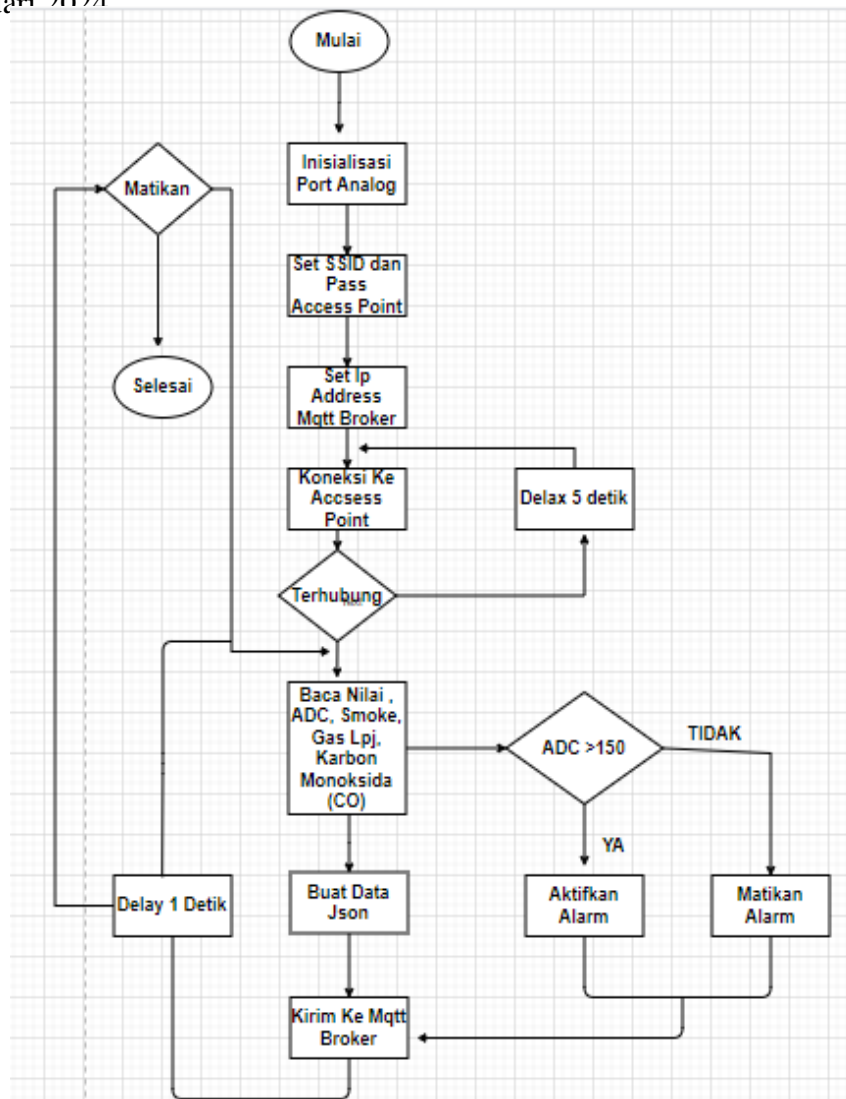 2024
Mulai
Inisialisasi
Port Analog
Matikan
Set SSID dan
Pass
Access Point
Selesai
Set Ip
Address
Mqtt Broker
Koneksi Ke
Accsess
Point
Delax 5 detik
Terhubung
Baca Nilai ,
ADC, Smoke,
Gas Lpj,
Karbon
Monoksida
(CO)
ADC >150
TIDAK
YA
Delay 1 Detik
Buat Data
Json
Aktifkan
Alarm
Matikan
Alarm
Kirim Ke Mqtt
Broker